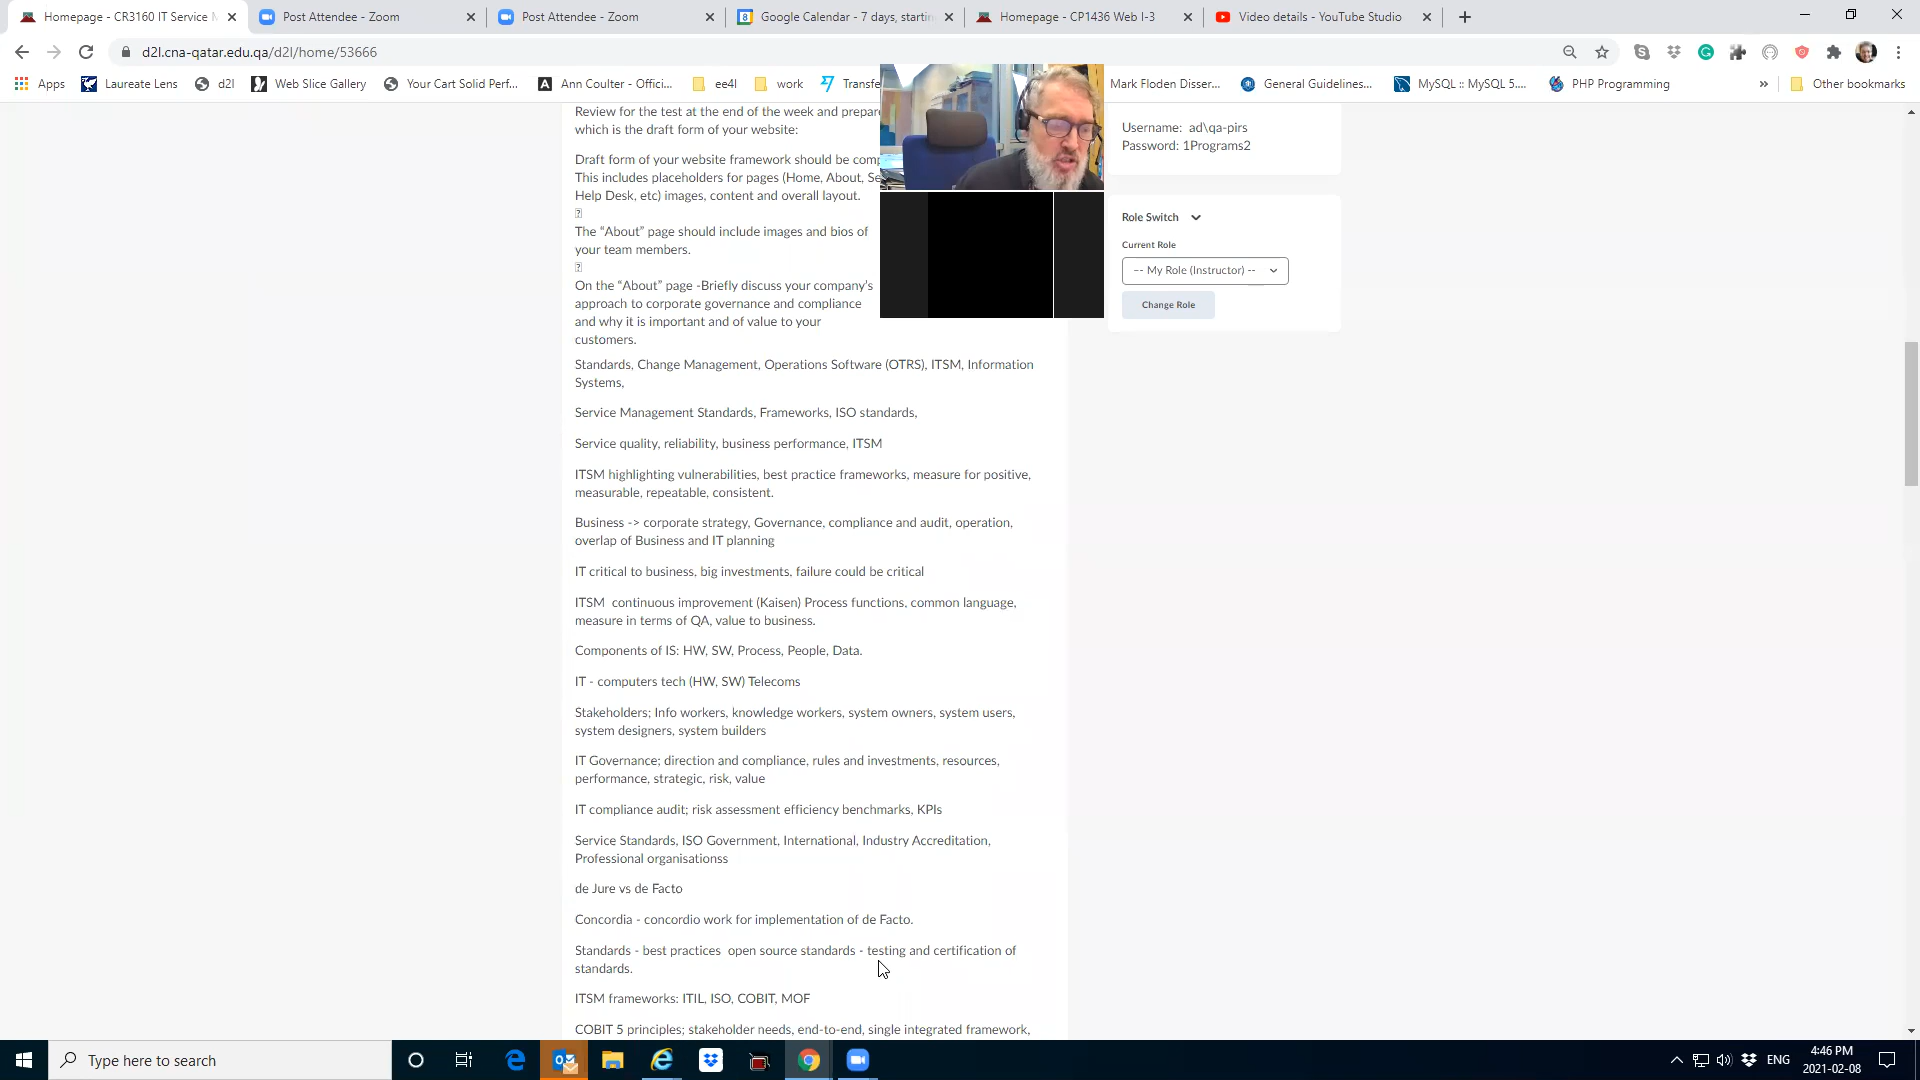 Homepage - CR3160 IT Service M
Post Attendee - Zoom
Post Attendee - Zoom
Google Calendar - 7 days, startin
Homepage - CP1436 Web I-3
Video details - YouTube Studio
d2l.cna-qatar.edu.qa/d2l/home/53666
Apps
Laureate Lens
d2l
Web Slice Gallery
Your Cart Solid Perf...
Ann Coulter - Offici...
ee4l
work
Transfe
Mark Floden Disser...
General Guidelines...
MySQL :: MySQL 5....
PHP Programming
Other bookmarks
Review for the test at the end of the week and prepare
which is the draft form of your website:
Draft form of your website framework should be comp
This includes placeholders for pages (Home, About, Se
Help Desk, etc) images, content and overall layout.
The “About” page should include images and bios of
your team members.
On the “About” page -Briefly discuss your company’s
approach to corporate governance and compliance
and why it is important and of value to your
customers.
Standards, Change Management, Operations Software (OTRS), ITSM, Information
Systems,
Service Management Standards, Frameworks, ISO standards,
Service quality, reliability, business performance, ITSM
ITSM highlighting vulnerabilities, best practice frameworks, measure for positive,
measurable, repeatable, consistent.
Business -> corporate strategy, Governance, compliance and audit, operation,
overlap of Business and IT planning
IT critical to business, big investments, failure could be critical
ITSM  continuous improvement (Kaisen) Process functions, common language,
measure in terms of QA, value to business.
Components of IS: HW, SW, Process, People, Data.
IT - computers tech (HW, SW) Telecoms
Stakeholders; Info workers, knowledge workers, system owners, system users,
system designers, system builders
IT Governance; direction and compliance, rules and investments, resources,
performance, strategic, risk, value
IT compliance audit; risk assessment efficiency benchmarks, KPIs
Service Standards, ISO Government, International, Industry Accreditation,
Professional organisationss
de Jure vs de Facto
Concordia - concordio work for implementation of de Facto.
Standards - best practices  open source standards - testing and certification of
standards.
ITSM frameworks: ITIL, ISO, COBIT, MOF
COBIT 5 principles; stakeholder needs, end-to-end, single integrated framework,
Username:  ad\qa-pirs
Password: 1Programs2
Role Switch
Current Role
-- My Role (Instructor) --
Change Role
Type here to search
ENG
4:46 PM
2021-02-08